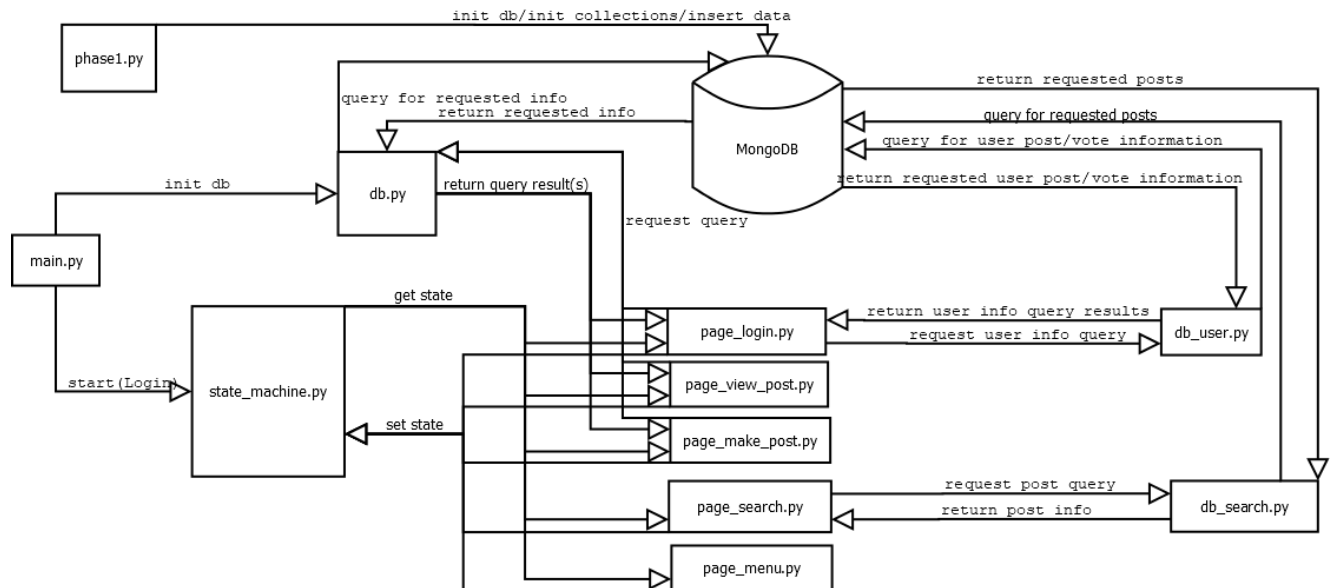 init db/init collections/insert data
phase1.py
return requested posts
query for requested info
return requested info
query for requested posts
MongoDB
query for user post/vote information
init db
db.py
return query result(s)
return requested user post/vote information
request query
main.py
get state
page_login.py
return user info query results
request user info query
db_user.py
start(Login)
state_machine.py
page_view_post.py
set state
page_make_post.py
request post query
page_search.py
return post info
db_search.py
page_menu.py